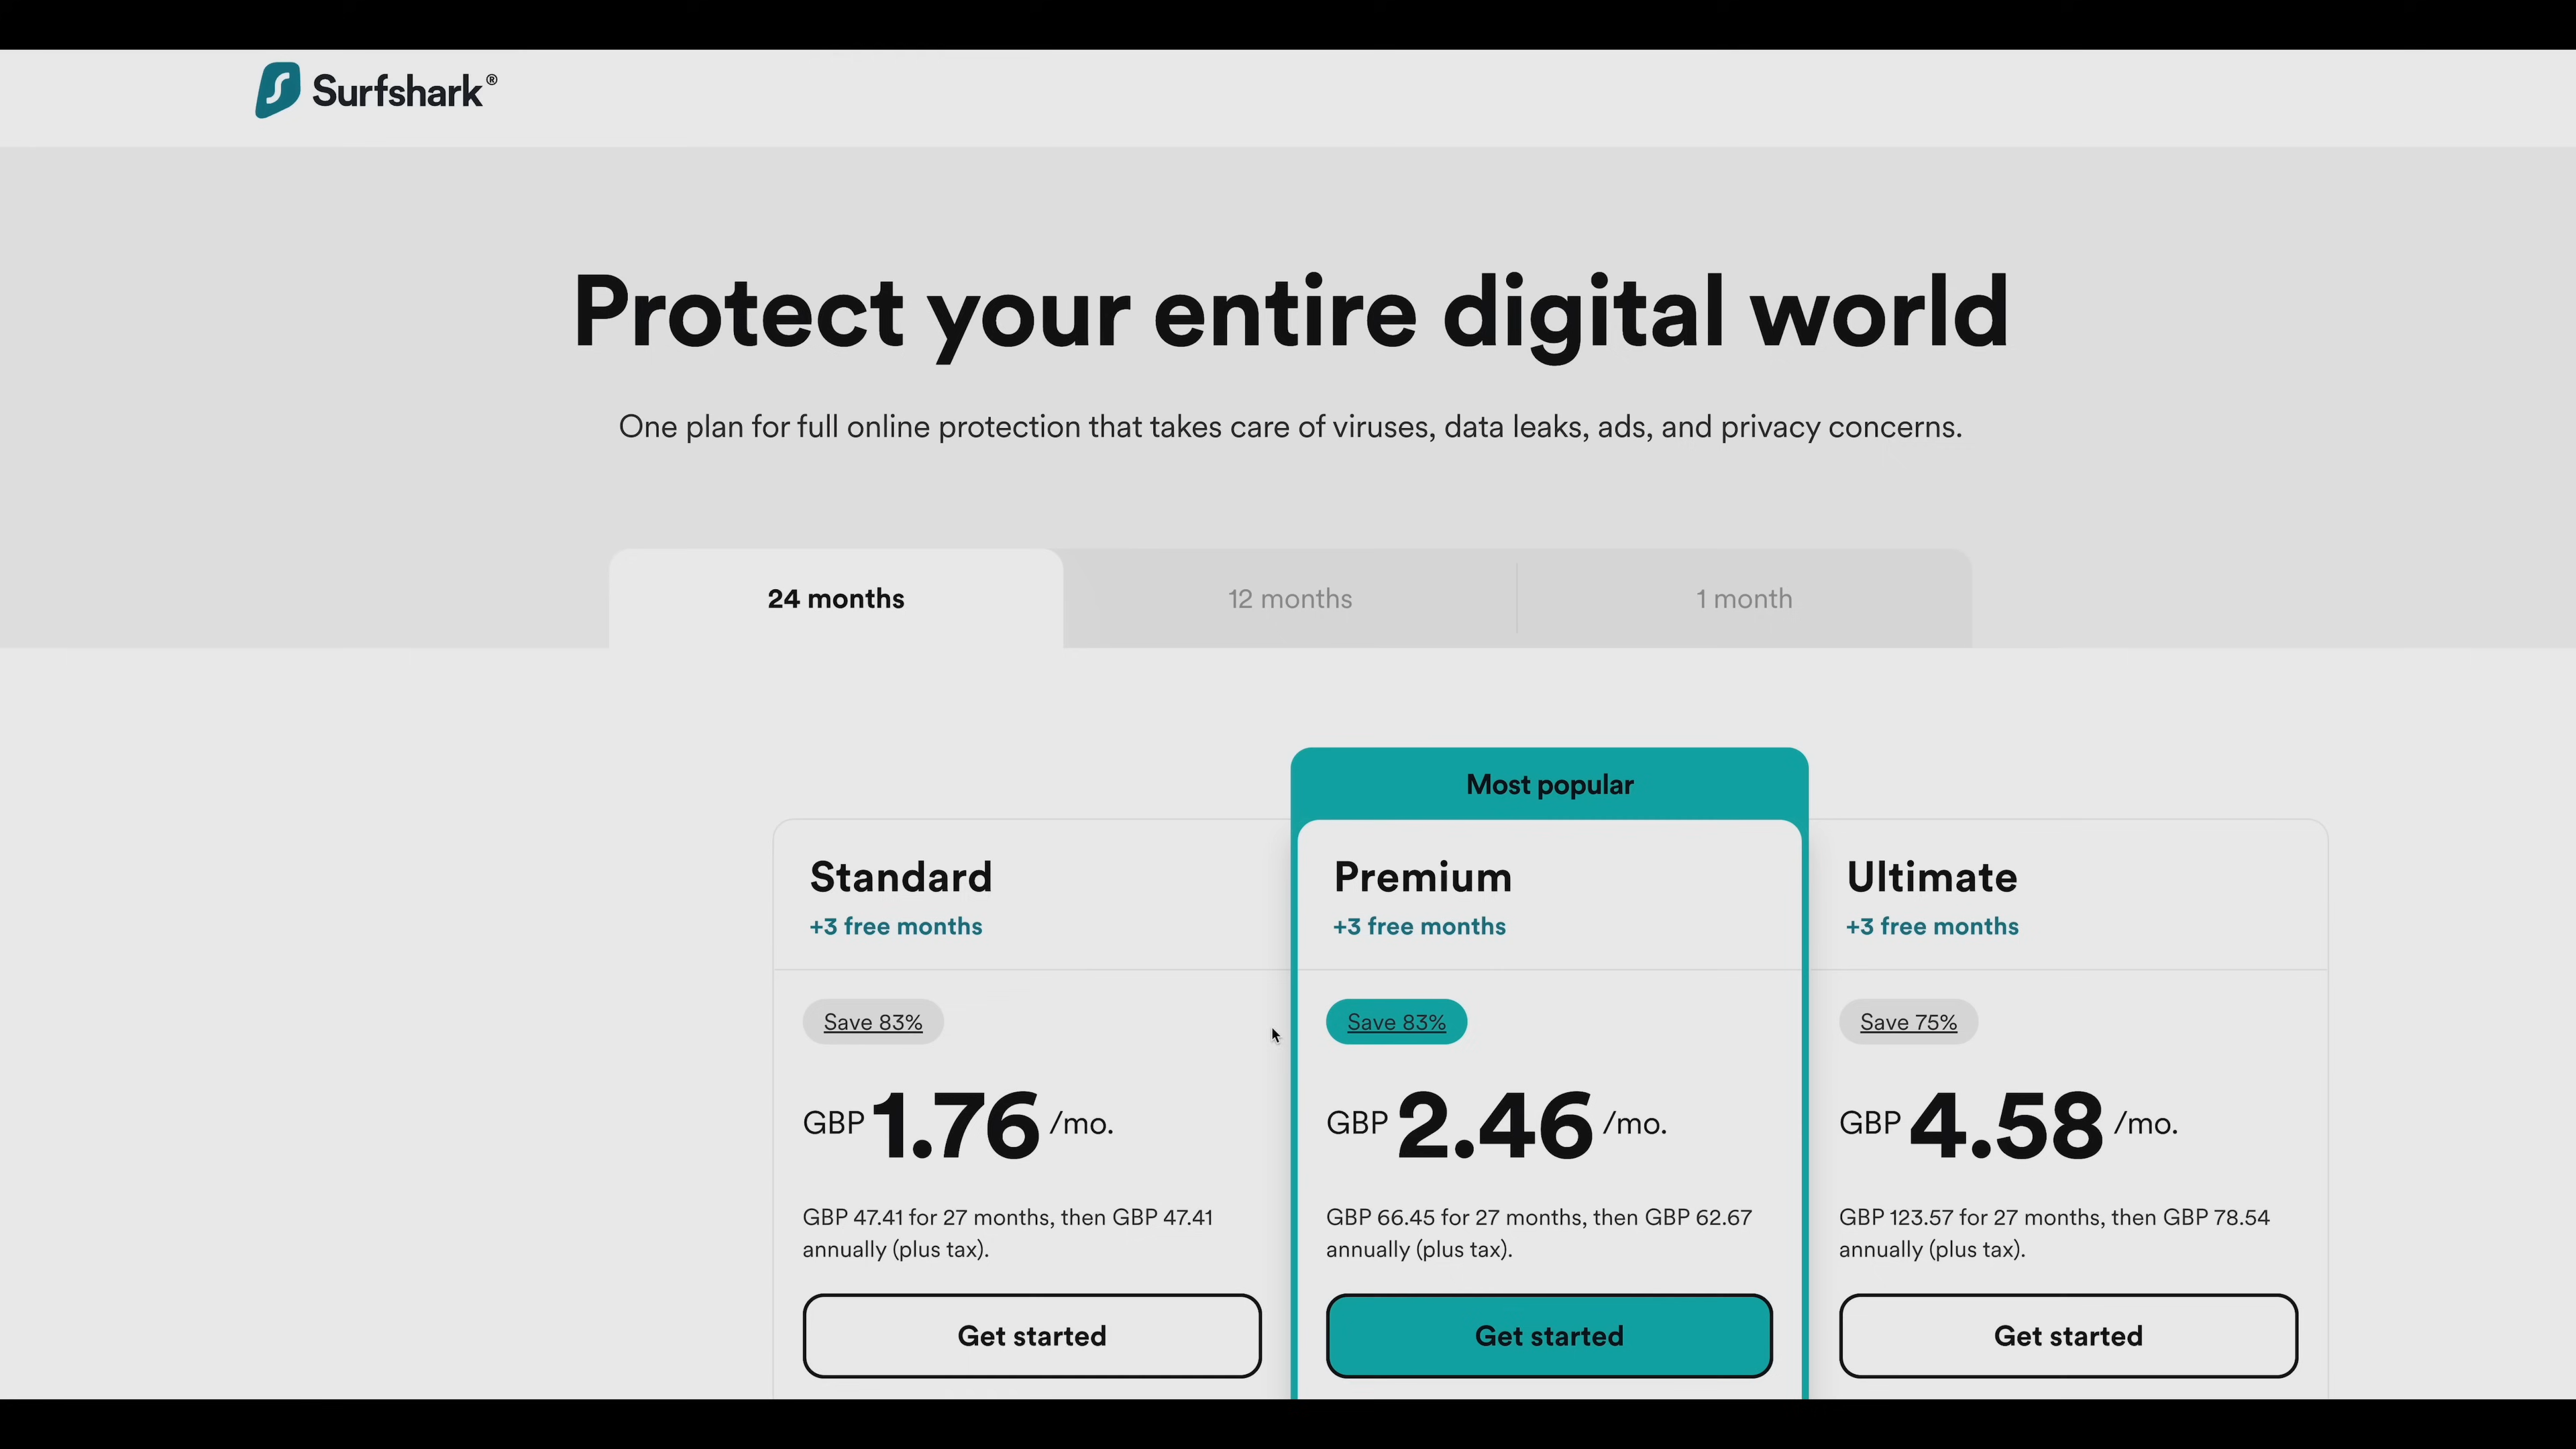 Surfshark®
Protect your entire digital world
One plan for full online protection that takes care of viruses, data leaks, ads, and privacy concerns.
24 months
12 months
1 month
Most popular
Standard
+3 free months
Save 83%
GBP 1.76 /mo.
GBP 47.41 for 27 months, then GBP 47.41
annually (plus tax).
Get started
Premium
+3 free months
Save 83%
GBP 2.46 /mo.
GBP 66.45 for 27 months, then GBP 62.67
annually (plus tax).
Get started
Ultimate
+3 free months
Save 75%
GBP 4.58 /mo.
GBP 123.57 for 27 months, then GBP 78.54
annually (plus tax).
Get started